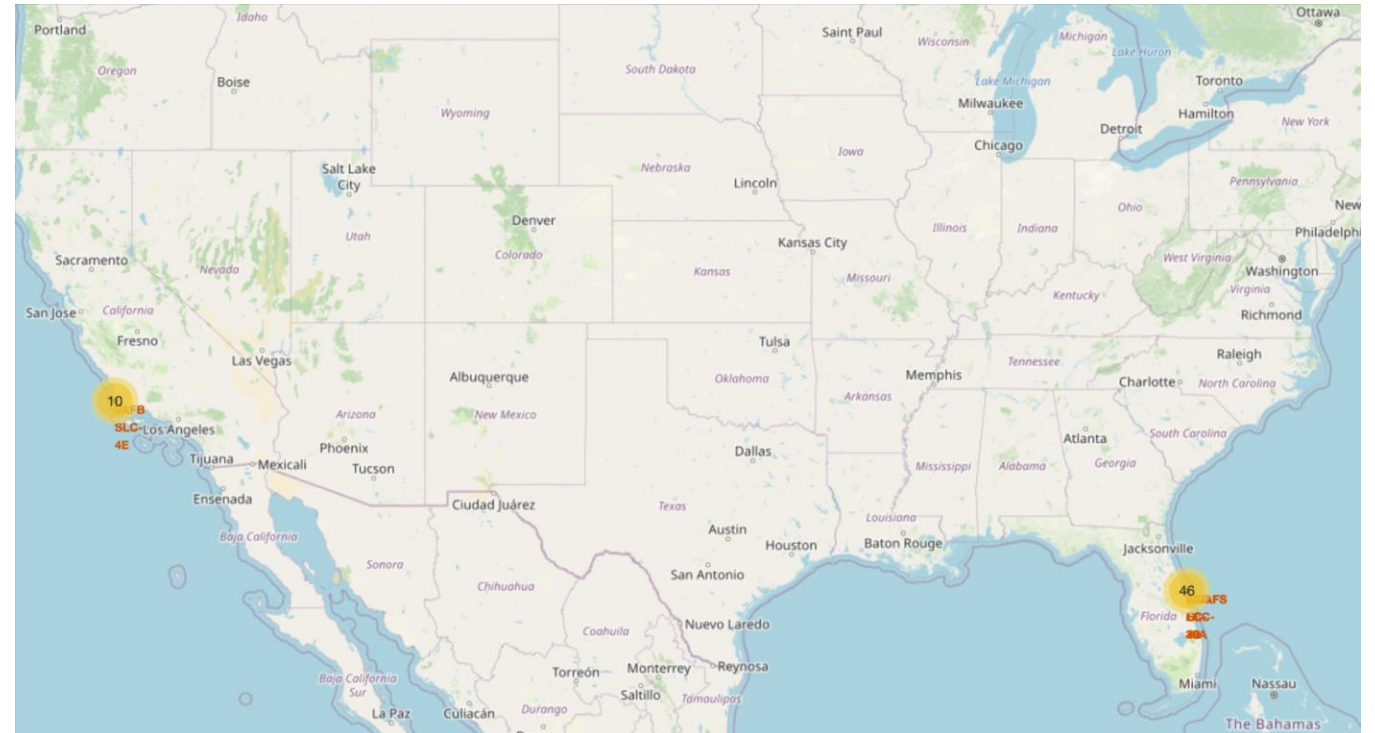 Idaho
Ottawa
Portland
Saint Paul
Michigan
Wisconsin
Lake Huron
Oregon
South Dakota
Boise
Lake Michigan
Toronto
Milwaukee
Wyoming
Hamilton
New York
Detroit
Chicago
Iowa
Salt Lake
City
Nebraska
Lincoln
Pennsylvania
New
Ohio
Denver
Utah
Illinois
Indiana
Philadelphi
Kansas City
Colorado
Sacramento
Nevada
Kansas
Missouri
West Virginia
Washington
Virginia
Kentucky
San Jose
California
Richmond
Fresno
Tulsa
Las Vegas
Raleigh
Tennessee
Albuquerque
Oklahoma
Memphis
Charlotte
North Carolina
Arkansas
10
AFB
SLC-
4E
Los Angeles
Arizona
New Mexico
Phoenix
Atlanta
South Carolina
Dallas
Tijuana
Mexicali
Tucson
Mississippi
Alabama
Georgia
Ensenada
Ciudad Juárez
Texas
Louisiana
Austin
Houston
Baton Rouge
Baja California
Jacksonville
Sonora
San Antonio
Chihuahua
46
AFS
Florida
Nuevo Laredo
Coahuila
Torreón
Monterrey
Reynosa
Baja California
Sur
Saltillo
Tamaulipas
Miami
Nassau
La Paz
Culiacán
Durango
The Bahamas